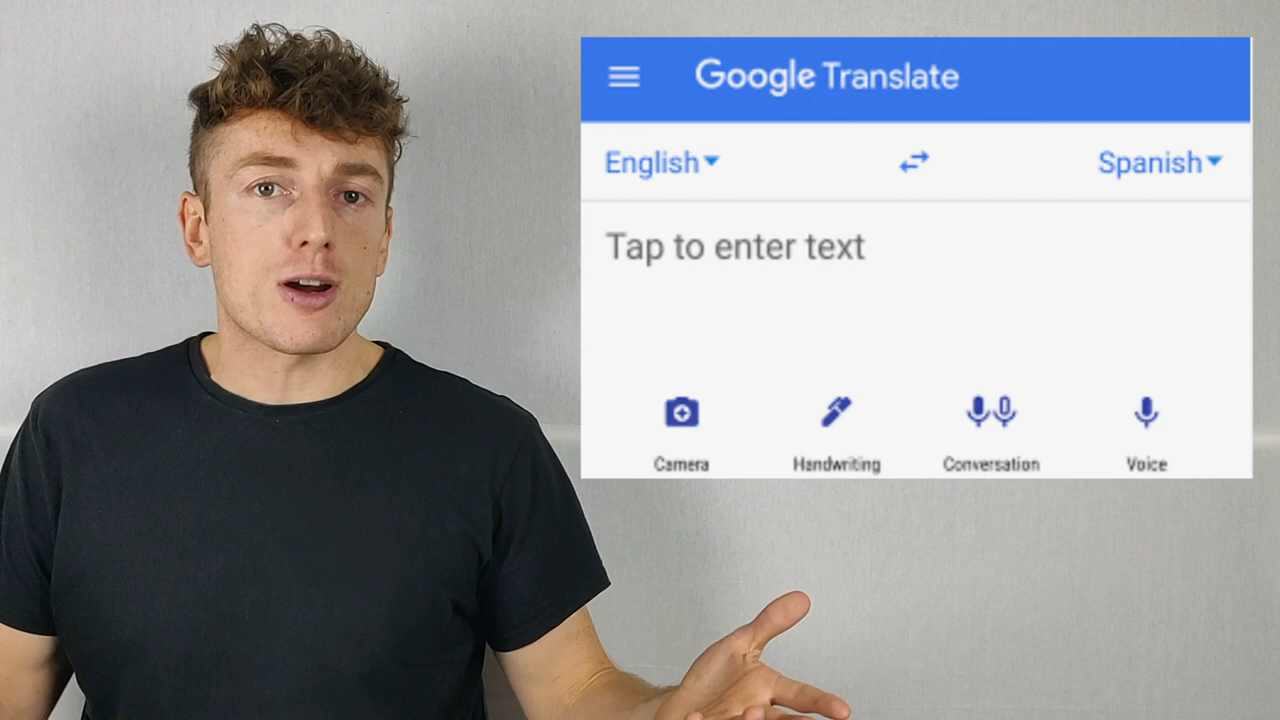 Google Translate
English Spanish
Tap to enter text
Camera Handwriting Conversation Voice